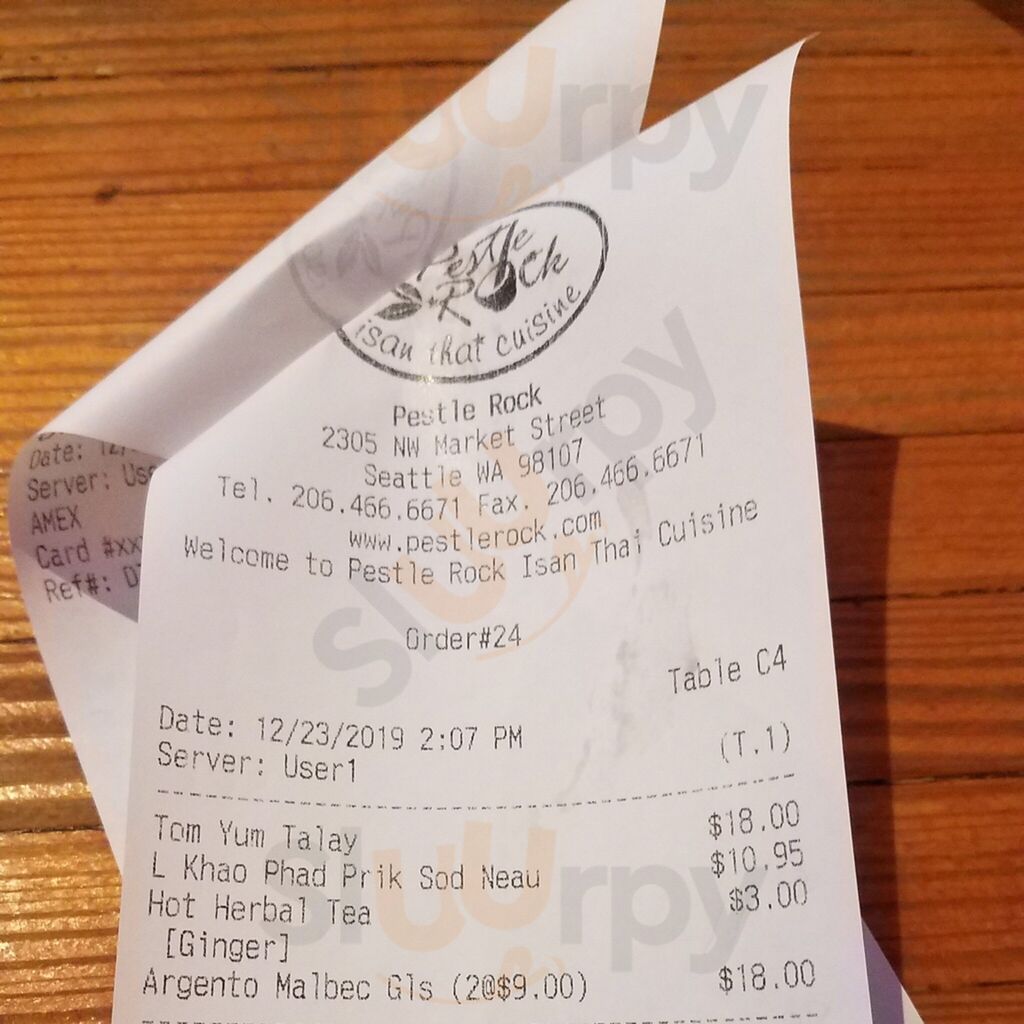 Pestle
Rock
isan thai cuisine
Pestle Rock
2305 NW Market Street
Seattle WA 98107
Tel. 206.466.6671 Fax. 206.466.6671
www.pestlerock.com
Welcome to Pestle Rock Isan Thai Cuisine
Order#24
Table C4
Date: 12/23/2019 2:07 PM (T.1)
Server: User1
Tom Yum Talay $18.00
L Khao Phad Prik Sod Neau $10.95
Hot Herbal Tea $3.00
[Ginger]
Argento Malbec Gls (2@$9.00) $18.00
Date:
Server:
AMEX
Card #xx
Ref#:
sluurpy
sluurpy
sluurpy